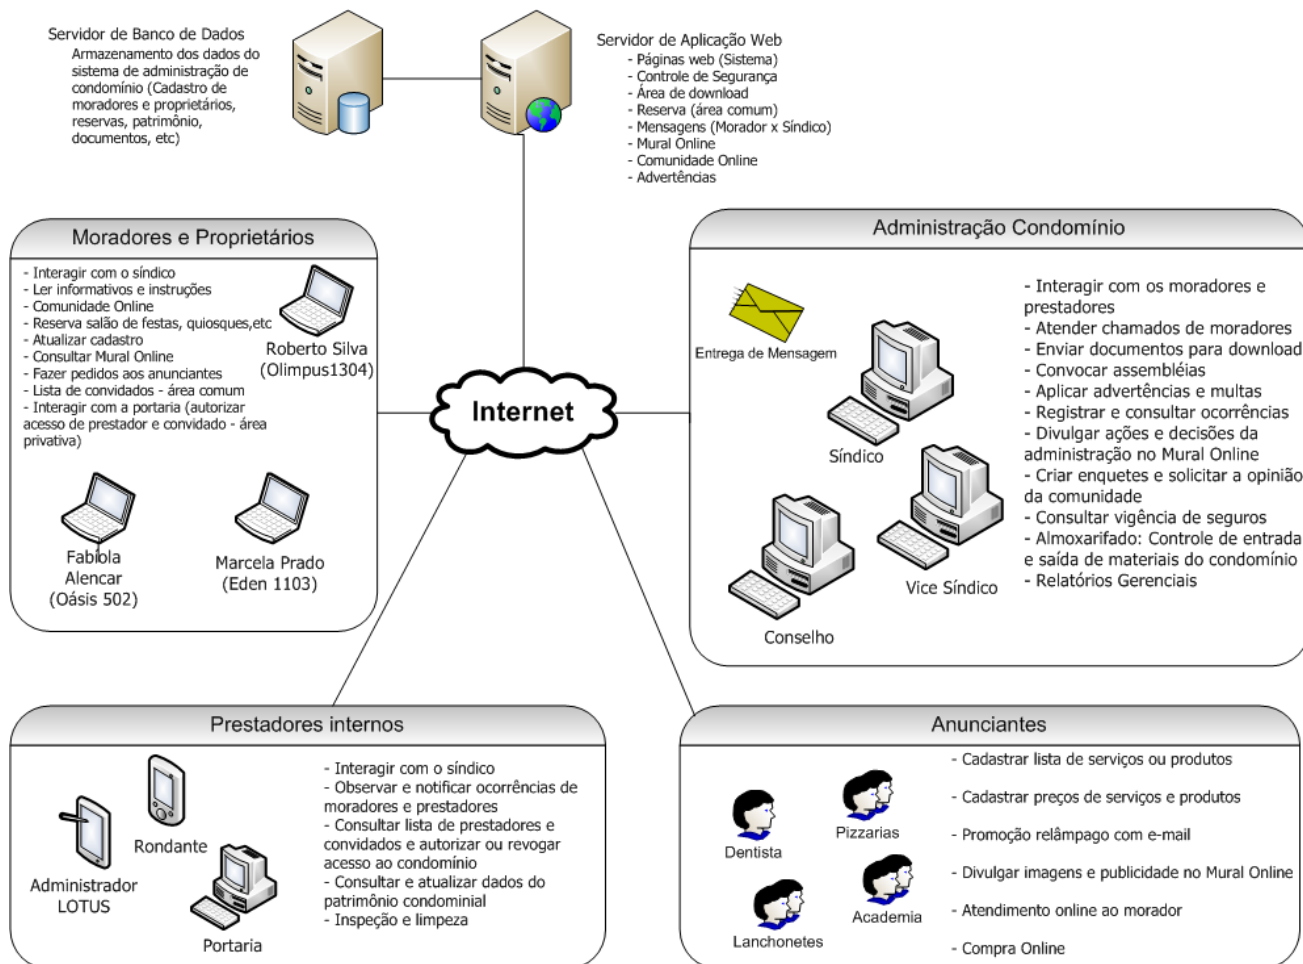 Servidor de Banco de Dados
Armazenamento dos dados do
sistema de administração de
condomínio (Cadastro de
moradores e proprietários,
reservas, patrimônio,
documentos, etc)
Servidor de Aplicação Web
- Páginas web (Sistema)
- Controle de Segurança
- Área de download
- Reserva (área comum)
- Mensagens (Morador x Síndico)
- Mural Online
- Comunidade Online
- Advertências
Moradores e Proprietários
- Interagir com o síndico
- Ler informativos e instruções
- Comunidade Online
- Reserva salão de festas, quiosques,etc
- Atualizar cadastro
- Consultar Mural Online
- Fazer pedidos aos anunciantes
- Lista de convidados - área comum
- Interagir com a portaria (autorizar
acesso de prestador e convidado - área
privativa)
Roberto Silva
(Olimpus1304)
Fabíola
Alencar
(Oásis 502)
Marcela Prado
(Eden 1103)
Internet
Administração Condomínio
Entrega de Mensagem
Síndico
Vice Síndico
Conselho
- Interagir com os moradores e
prestadores
- Atender chamados de moradores
- Enviar documentos para download
- Convocar assembléias
- Aplicar advertências e multas
- Registrar e consultar ocorrências
- Divulgar ações e decisões da
administração no Mural Online
- Criar enquetes e solicitar a opinião
da comunidade
- Consultar vigência de seguros
- Almoxarifado: Controle de entrada
e saída de materiais do condomínio
- Relatórios Gerenciais
Prestadores internos
Rondante
Administrador
LOTUS
Portaria
- Interagir com o síndico
- Observar e notificar ocorrências de
moradores e prestadores
- Consultar lista de prestadores e
convidados e autorizar ou revogar
acesso ao condomínio
- Consultar e atualizar dados do
patrimônio condominial
- Inspeção e limpeza
Anunciantes
Dentista
Pizzarias
Lanchonetes
Academia
- Cadastrar lista de serviços ou produtos
- Cadastrar preços de serviços e produtos
- Promoção relâmpago com e-mail
- Divulgar imagens e publicidade no Mural Online
- Atendimento online ao morador
- Compra Online